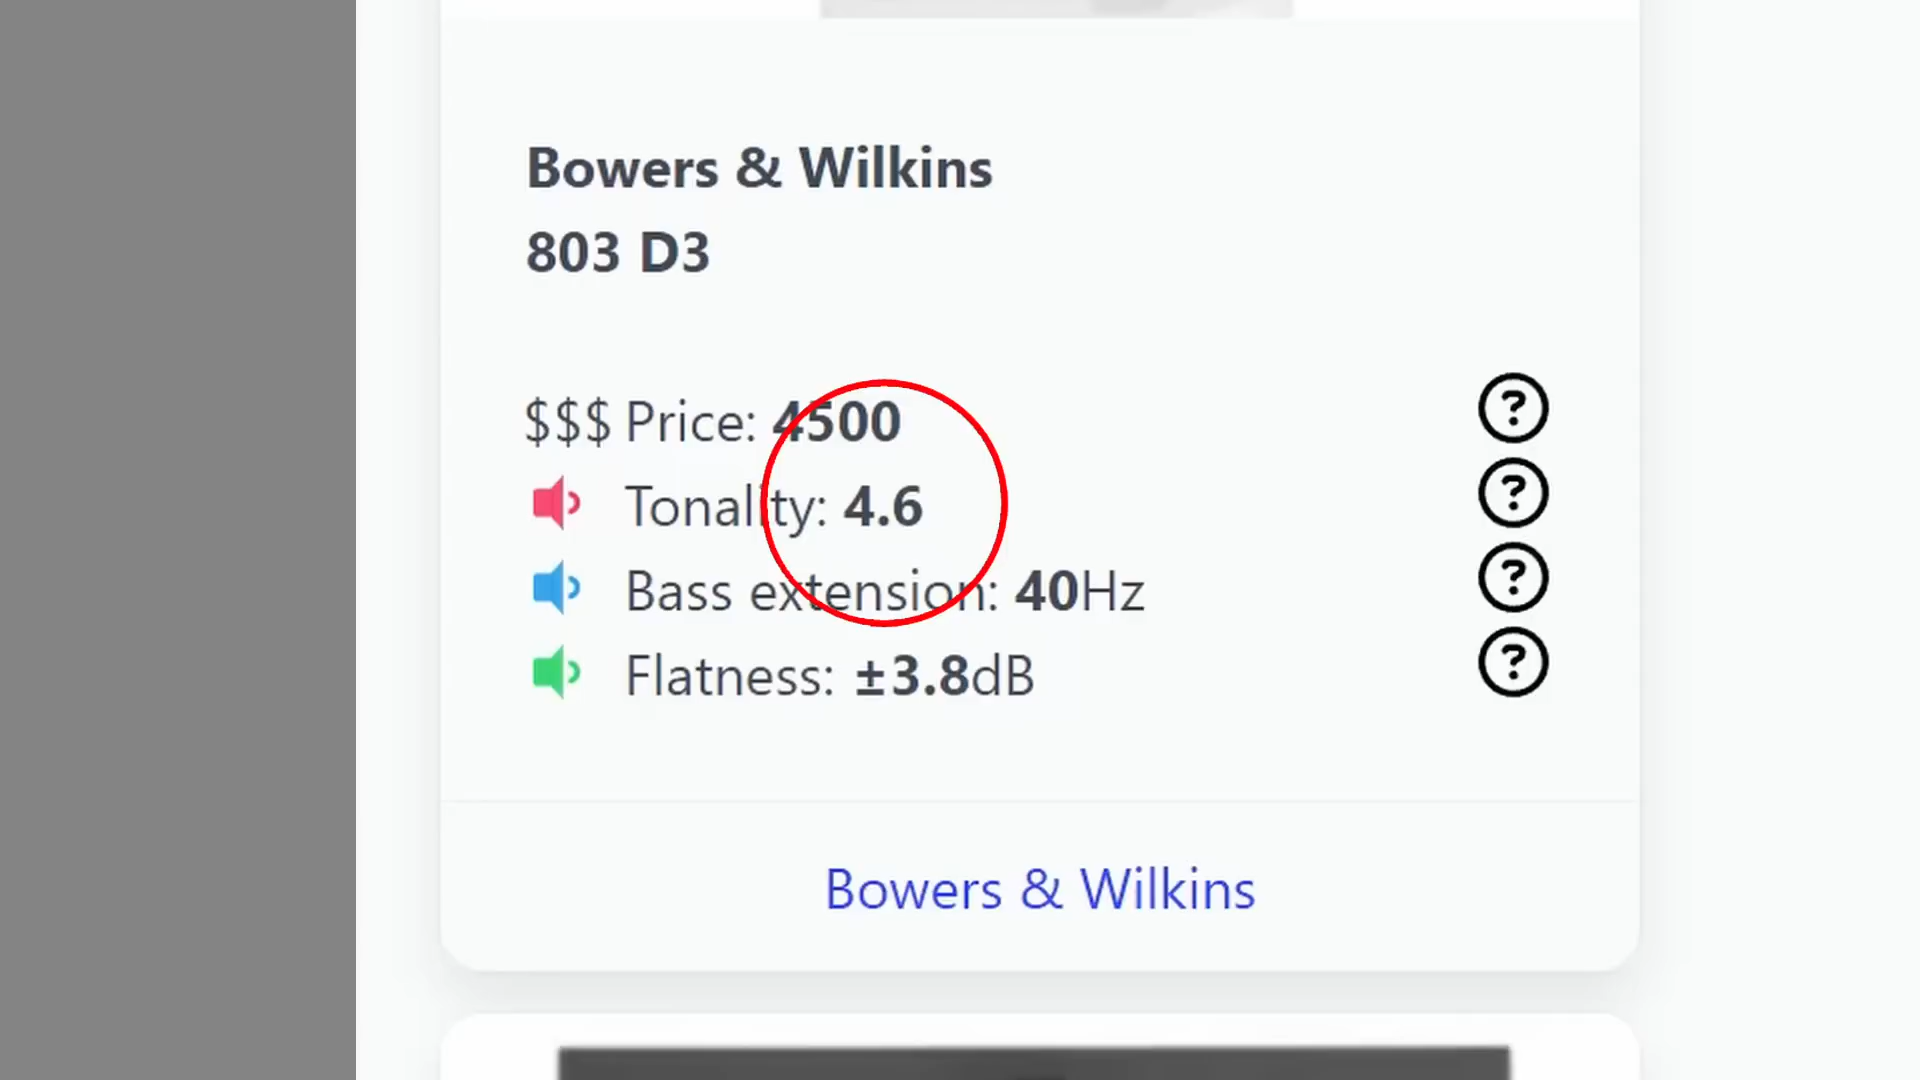 Bowers & Wilkins
803 D3
$$$ Price: 4500
?
Tonality: 4.6
?
Bass extension: 40Hz
?
Flatness: ±3.8dB
?
Bowers & Wilkins